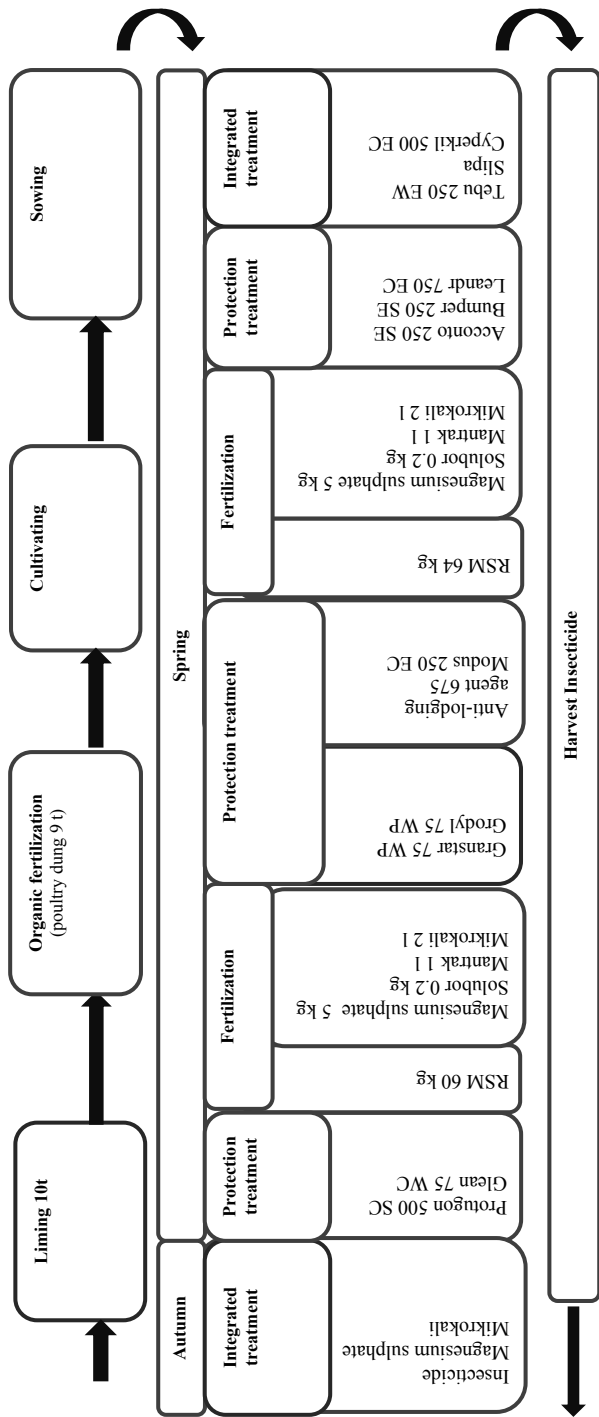 Liming 10t
Organic fertilization
(poultry dung 9 t)
Cultivating
Sowing
Autumn
Spring
Integrated
treatment
Insecticide
Magnesium sulphate
Mikrokali
Protection
treatment
Protugon 500 SC
Glean 75 WC
Fertilization
RSM 60 kg
Magnesium sulphate 5 kg
Solubor 0.2 kg
Mantrak 1 l
Mikrokali 2 l
Protection treatment
Granstar 75 WP
Grodyl 75 WP
Anti-lodging
agent 675
Modus 250 EC
Fertilization
RSM 64 kg
Magnesium sulphate 5 kg
Solubor 0.2 kg
Mantrak 1 l
Mikrokali 2 l
Protection
treatment
Acconto 250 SE
Bumper 250 SE
Leandr 750 EC
Integrated
treatment
Tebu 250 EW
Slipa
Cyperkil 500 EC
Harvest Insecticide